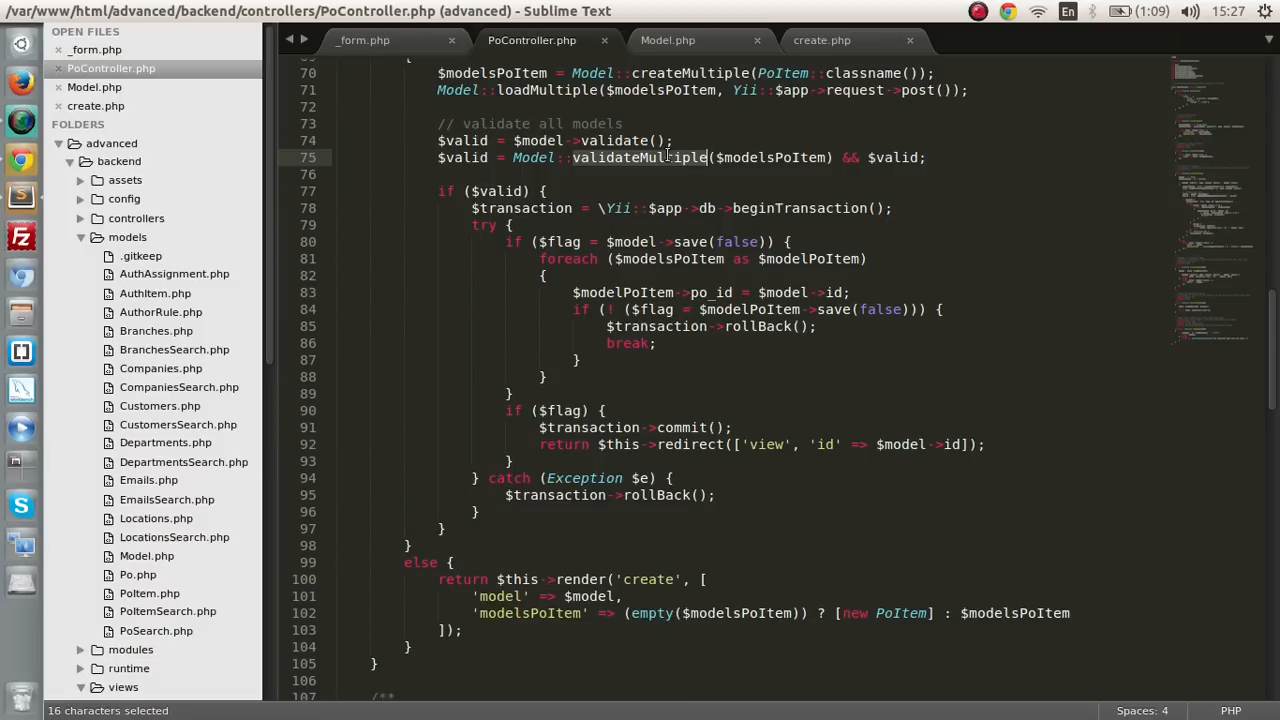 /var/www/html/advanced/backend/controllers/PoController.php (advanced) - Sublime Text
En
(1:09)
15:27
OPEN FILES
_form.php
PoController.php
Model.php
create.php
FOLDERS
advanced
backend
assets
config
controllers
models
.gitkeep
AuthAssignment.php
AuthItem.php
AuthorRule.php
Branches.php
BranchesSearch.php
Companies.php
CompaniesSearch.php
Customers.php
CustomersSearch.php
Departments.php
DepartmentsSearch.php
Emails.php
EmailsSearch.php
Locations.php
LocationsSearch.php
Model.php
Po.php
PoItem.php
PoItemSearch.php
PoSearch.php
modules
runtime
views
_form.php
PoController.php
Model.php
create.php
70 $modelsPoItem = Model::createMultiple(PoItem::classname());
71 Model::loadMultiple($modelsPoItem, Yii::$app->request->post());
72
73 // validate all models
74 $valid = $model->validate();
75 $valid = Model::validateMultiple($modelsPoItem) && $valid;
76
77 if ($valid) {
78 $transaction = \Yii::$app->db->beginTransaction();
79 try {
80 if ($flag = $model->save(false)) {
81 foreach ($modelsPoItem as $modelPoItem)
82 {
83 $modelPoItem->po_id = $model->id;
84 if (! ($flag = $modelPoItem->save(false))) {
85 $transaction->rollBack();
86 break;
87 }
88 }
89 }
90 if ($flag) {
91 $transaction->commit();
92 return $this->redirect(['view', 'id' => $model->id]);
93 }
94 } catch (Exception $e) {
95 $transaction->rollBack();
96 }
97 }
98 }
99 else {
100 return $this->render('create', [
101 'model' => $model,
102 'modelsPoItem' => (empty($modelsPoItem)) ? [new PoItem] : $modelsPoItem
103 ]);
104 }
105 }
106
107 /**
16 characters selected
Spaces: 4
PHP